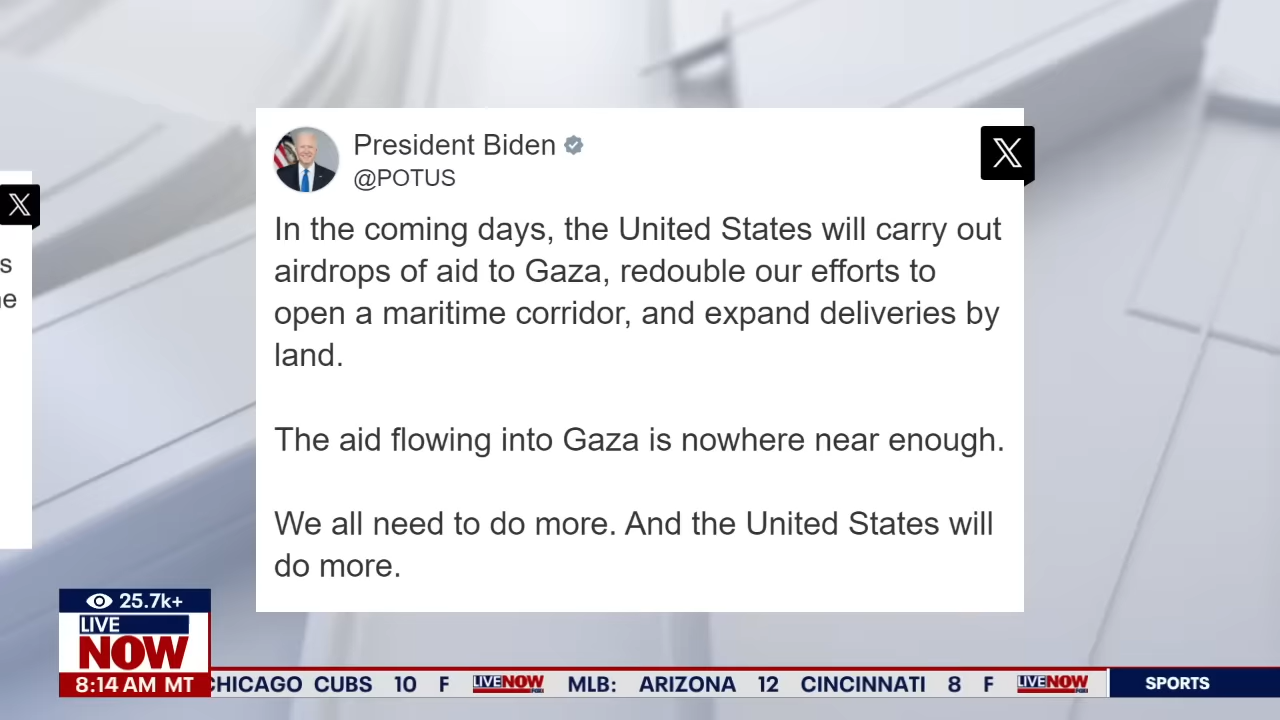 President Biden
@POTUS
In the coming days, the United States will carry out
airdrops of aid to Gaza, redouble our efforts to
open a maritime corridor, and expand deliveries by
land.
The aid flowing into Gaza is nowhere near enough.
We all need to do more. And the United States will
do more.
s
e
25.7k+
LIVE
NOW
8:14 AM MT
CHICAGO CUBS 10 F LIVENOW FOX MLB: ARIZONA 12 CINCINNATI 8 F LIVENOW FOX SPORTS